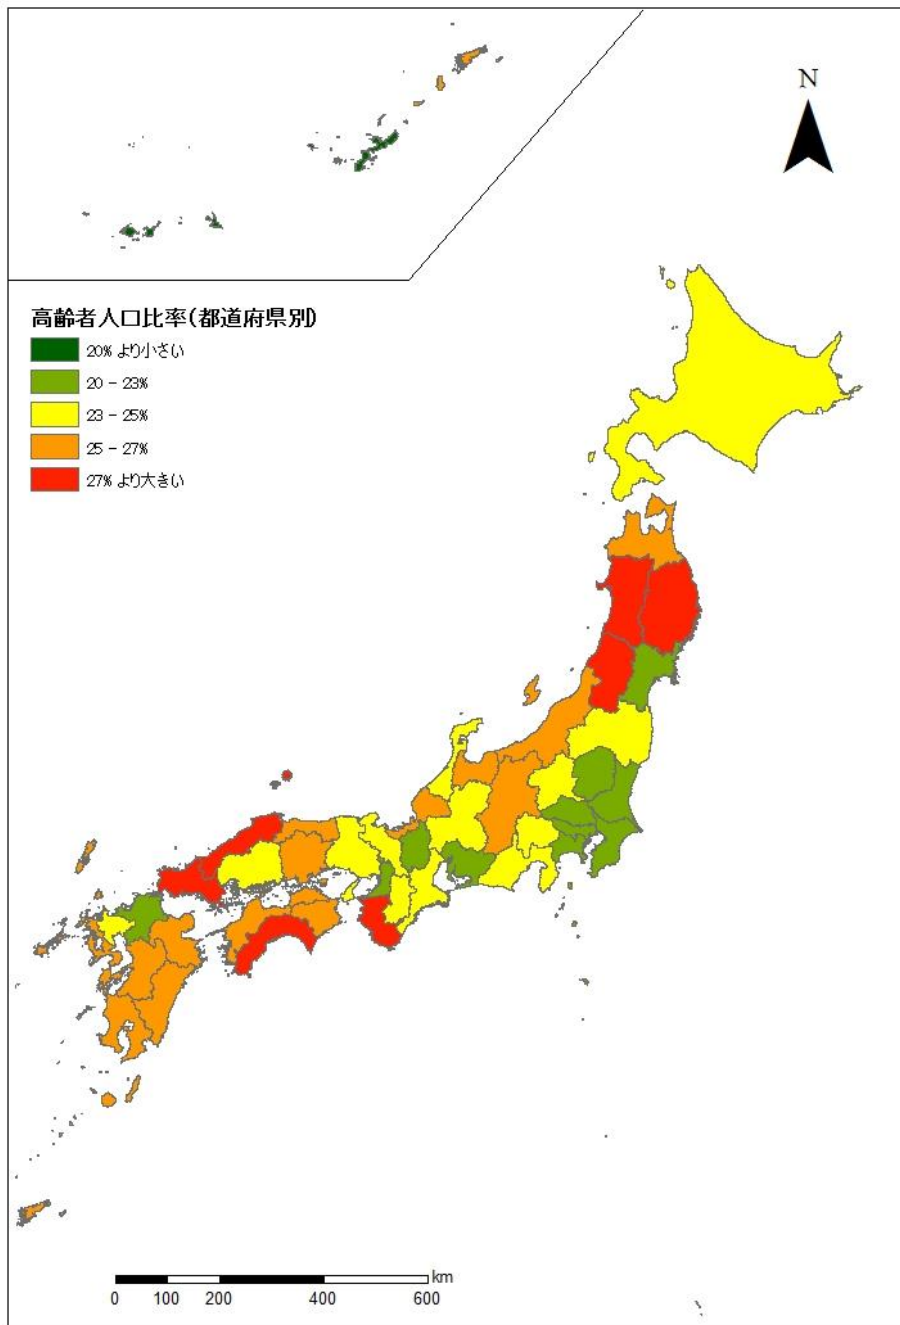 N
高齢者人口比率(都道府県別)
20% より小さい
20 - 23%
23 - 25%
25 - 27%
27% より大きい
km
0 100 200 400 600